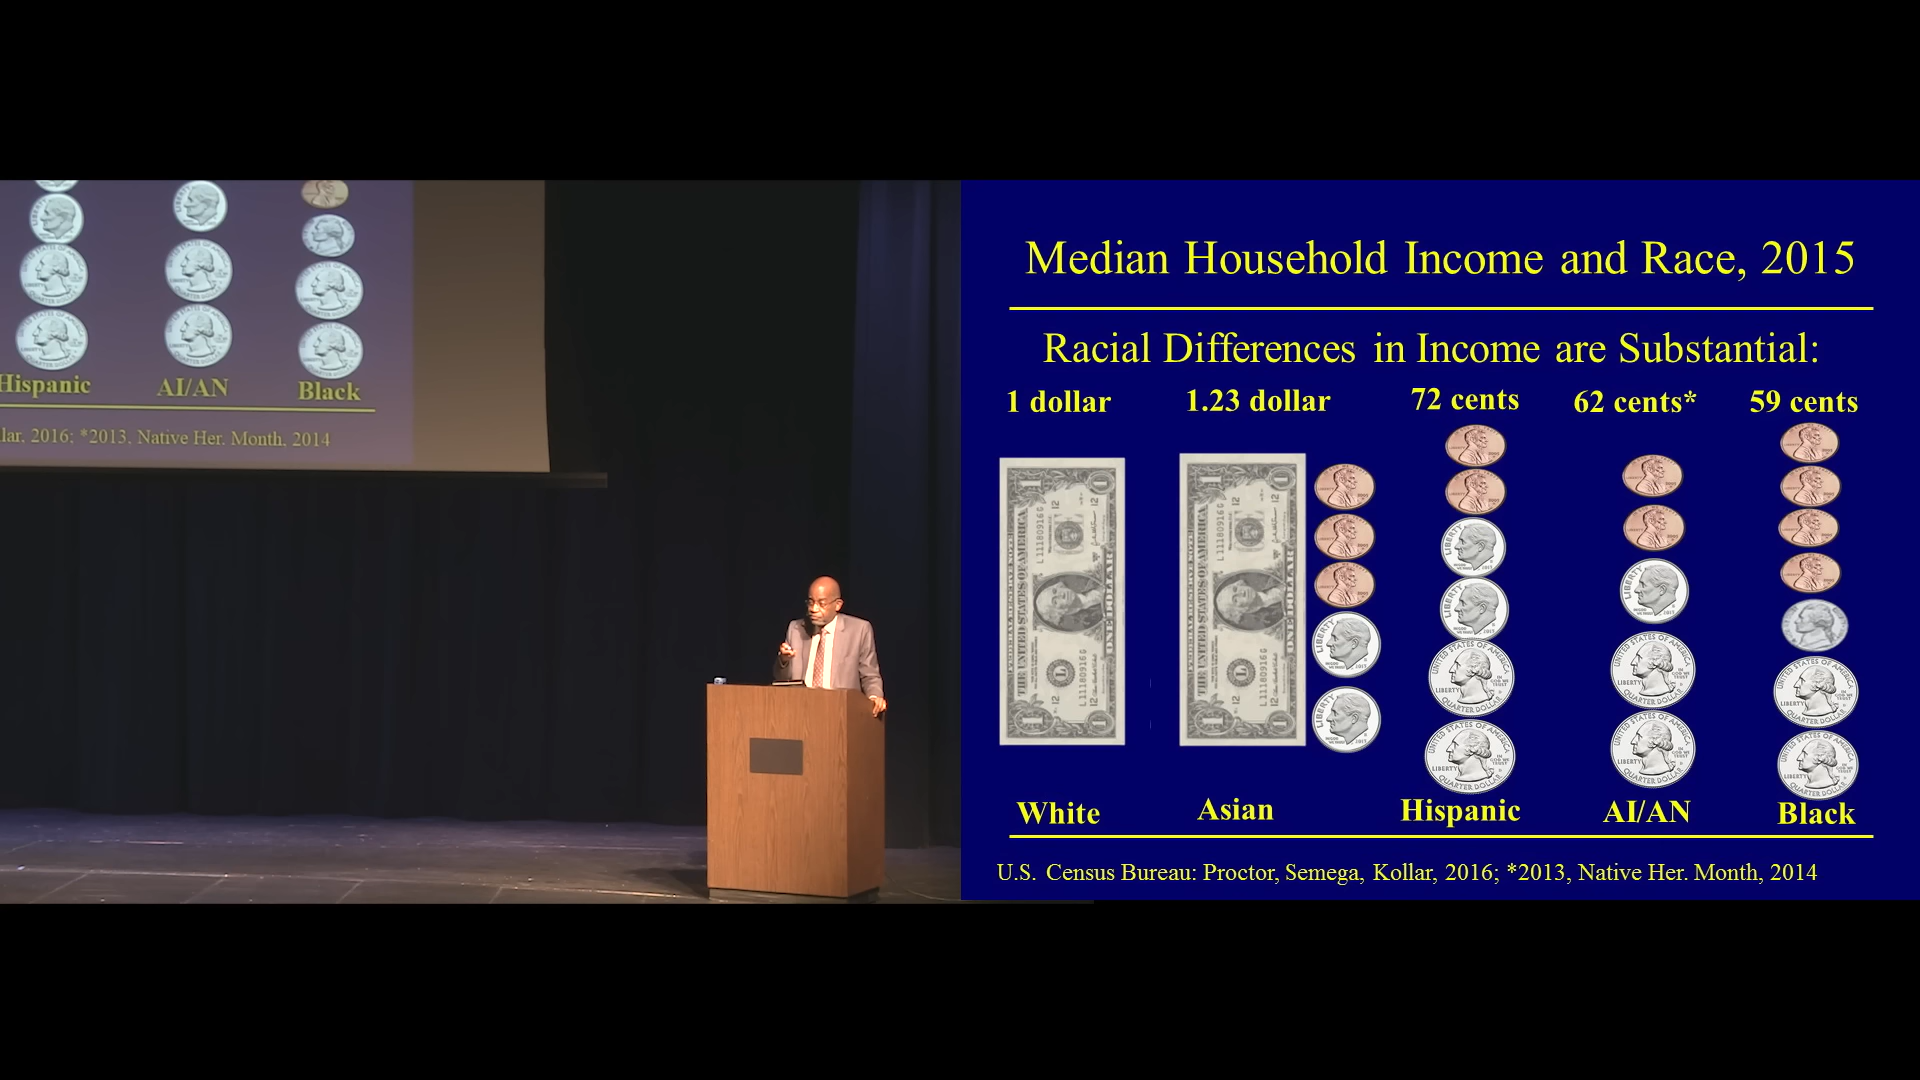 Hispanic
AI/AN
Black
lar, 2016; *2013, Native Her. Month, 2014
Median Household Income and Race, 2015
Racial Differences in Income are Substantial:
1 dollar
1.23 dollar
72 cents
62 cents*
59 cents
White
Asian
Hispanic
AI/AN
Black
U.S. Census Bureau: Proctor, Semega, Kollar, 2016; *2013, Native Her. Month, 2014